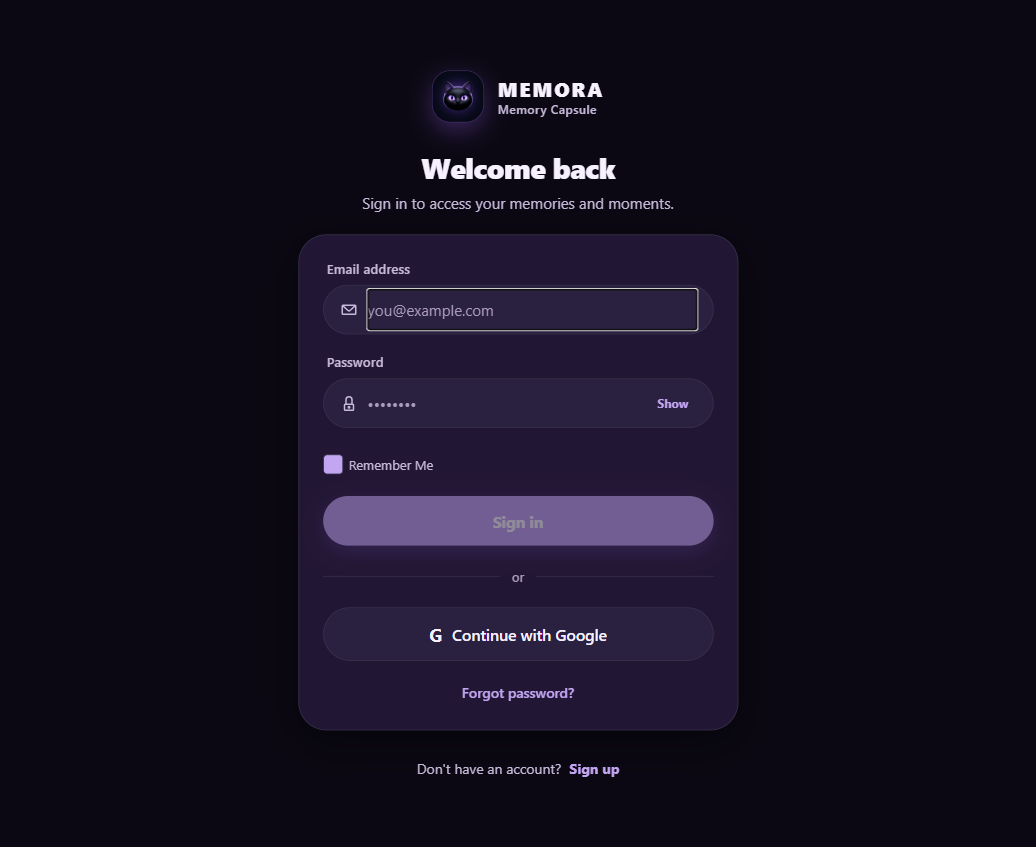 MEMORA
Memory Capsule
Welcome back
Sign in to access your memories and moments.
Email address
you@example.com
Password
••••••••
Show
Remember Me
Sign in
or
G Continue with Google
Forgot password?
Don't have an account? Sign up